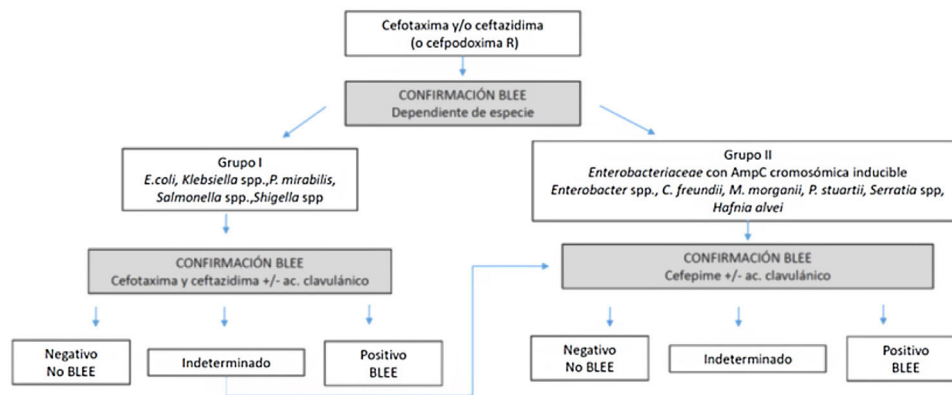 Cefotaxima y/o ceftazidima
(o cefpodoxima R)
CONFIRMACIÓN BLEE
Dependiente de especie
Grupo I
E.coli, Klebsiella spp.,P. mirabilis,
Salmonella spp.,Shigella spp
Grupo II
Enterobacteriaceae con AmpC cromosómica inducible
Enterobacter spp., C. freundii, M. morganii, P. stuartii, Serratia spp,
Hafnia alvei
CONFIRMACIÓN BLEE
Cefotaxima y ceftazidima +/- ac. clavulánico
CONFIRMACIÓN BLEE
Cefepime +/- ac. clavulánico
Negativo
No BLEE
Indeterminado
Positivo
BLEE
Negativo
No BLEE
Indeterminado
Positivo
BLEE